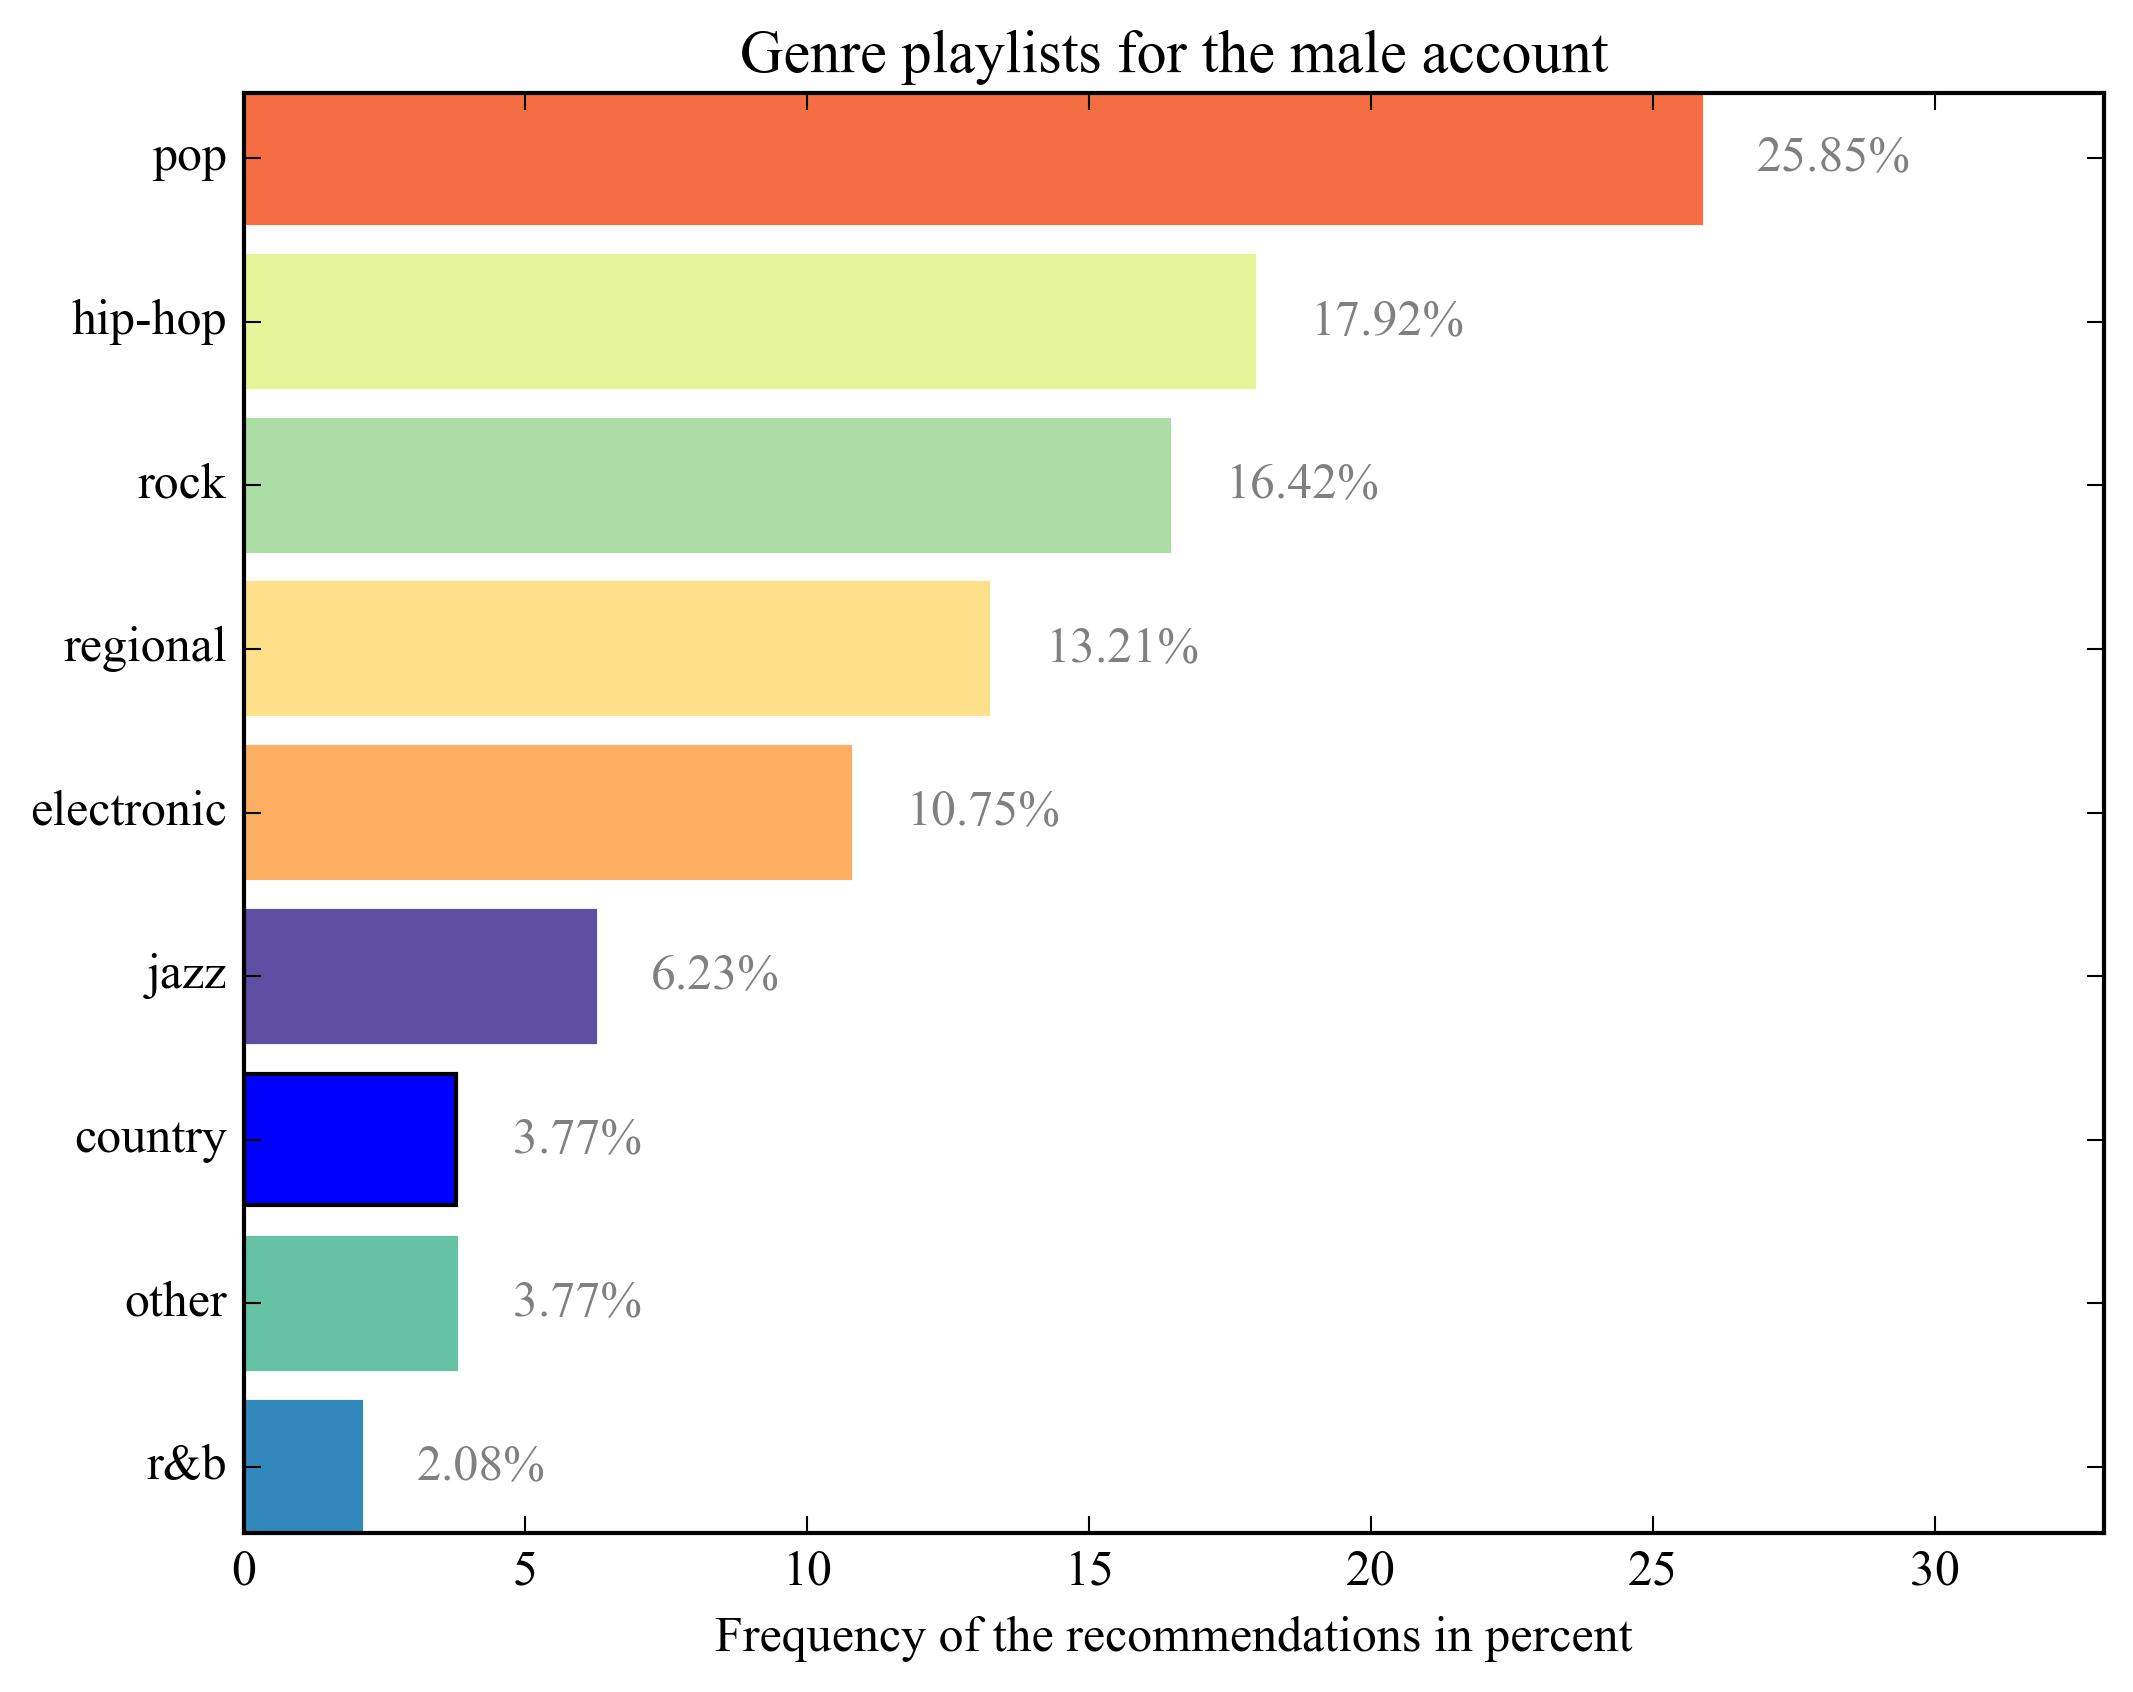 Genre playlists for the male account
pop
25.85%
hip-hop
17.92%
rock
16.42%
regional
13.21%
electronic
10.75%
jazz
6.23%
country
3.77%
other
3.77%
r&b
2.08%
0 5 10 15 20 25 30
Frequency of the recommendations in percent